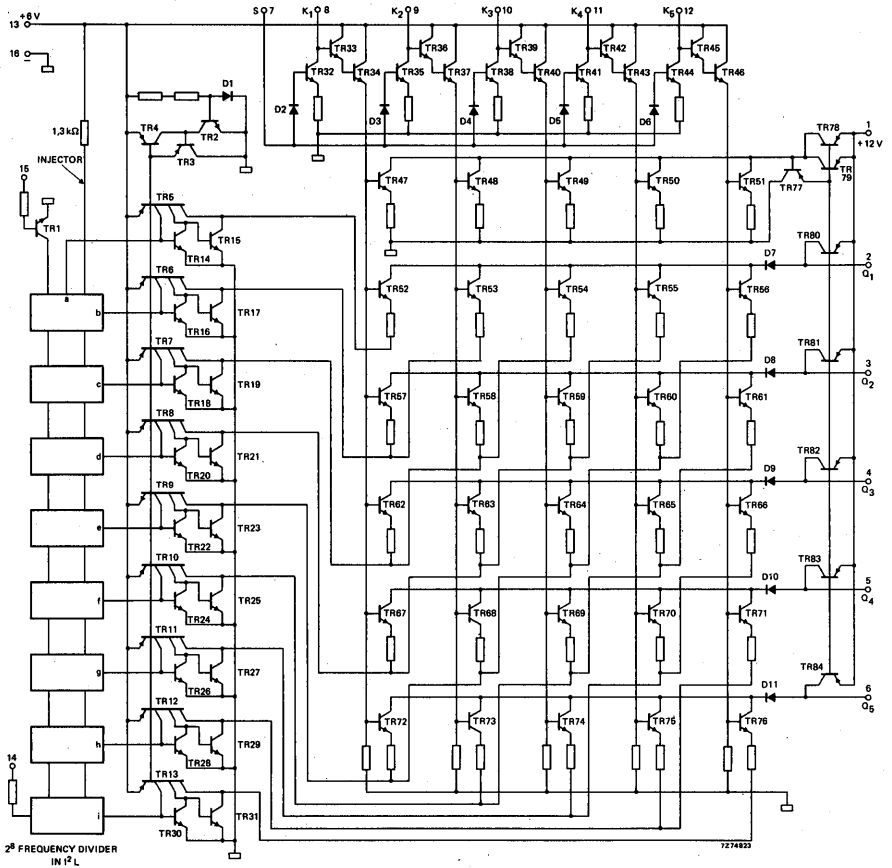 13 +6 V
16
S 7
K1 8
K2 9
K3 10
K4 11
K5 12
TR33
TR36
TR39
TR42
TR45
TR32
TR34
TR35
TR37
TR38
TR40
TR41
TR43
TR44
TR46
D1
D2
D3
D4
D5
D6
1,3 kΩ
TR4
TR2
TR3
INJECTOR
TR78
1
+12 V
TR79
TR77
15
TR1
TR47
TR48
TR49
TR50
TR51
TR5
TR15
TR14
a
TR80
D7
2
Q1
TR6
TR17
TR16
b
TR52
TR53
TR54
TR55
TR56
TR7
TR19
TR18
c
TR81
D8
3
Q2
TR57
TR58
TR59
TR60
TR61
TR8
TR21
TR20
d
TR82
D9
4
Q3
TR9
TR23
TR22
e
TR62
TR63
TR64
TR65
TR66
TR10
TR25
TR24
f
TR83
D10
5
Q4
TR67
TR68
TR69
TR70
TR71
TR11
TR27
TR26
g
TR84
D11
6
Q5
TR12
TR29
TR28
h
TR72
TR73
TR74
TR75
TR76
14
TR13
TR31
TR30
i
7Z74823
2⁸ FREQUENCY DIVIDER
IN I²L